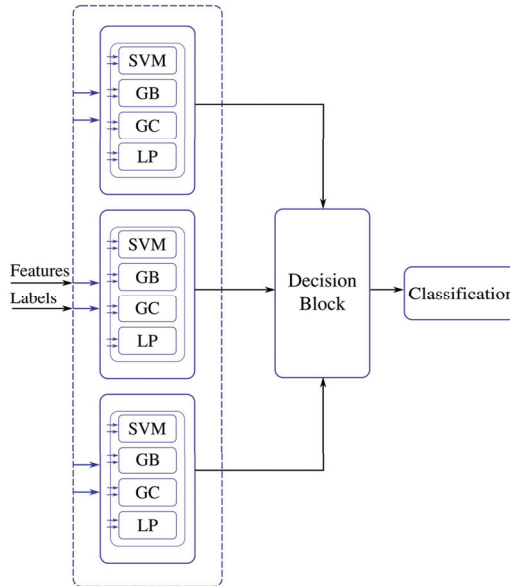 SVM
GB
GC
LP
SVM
GB
GC
LP
Features
Labels
Decision
Block
Classification
SVM
GB
GC
LP